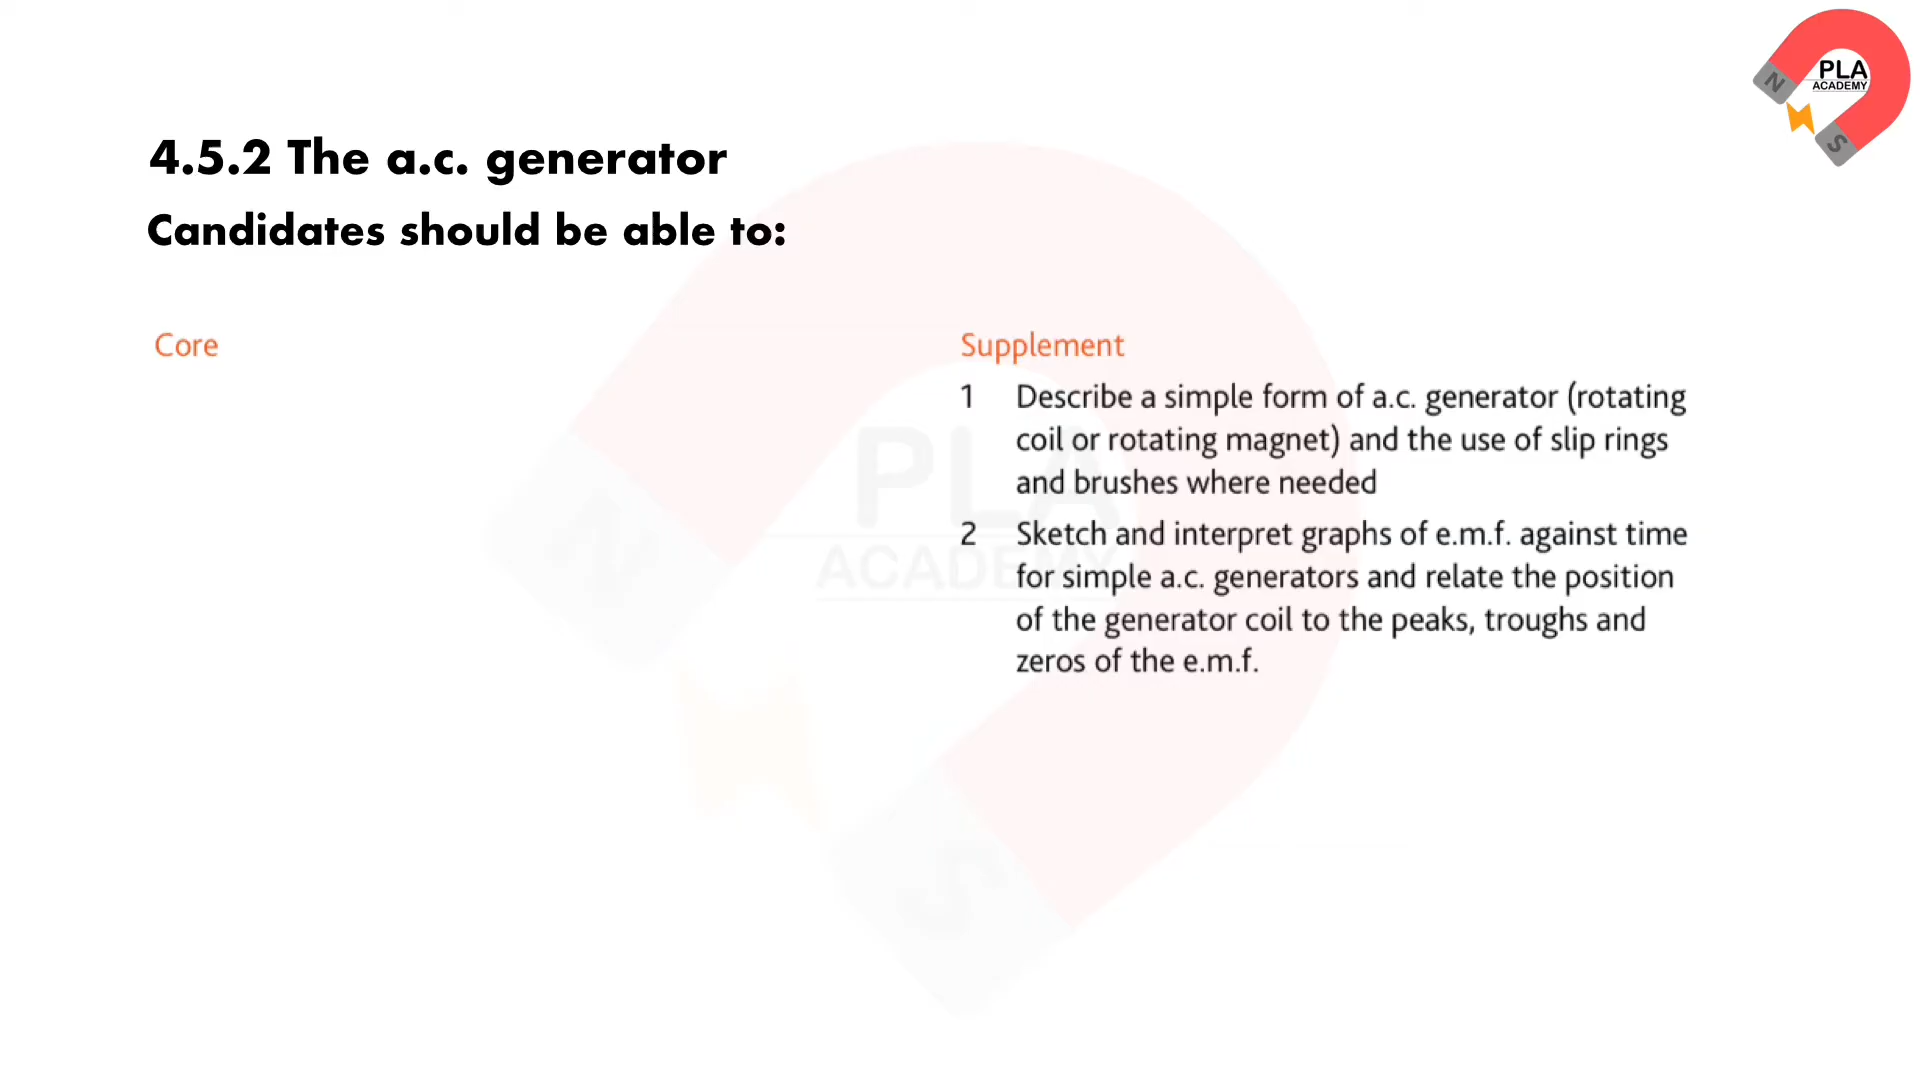 PLA
ACADEMY
N
S
4.5.2 The a.c. generator
Candidates should be able to:
Core
Supplement
1 Describe a simple form of a.c. generator (rotating
coil or rotating magnet) and the use of slip rings
and brushes where needed
2 Sketch and interpret graphs of e.m.f. against time
for simple a.c. generators and relate the position
of the generator coil to the peaks, troughs and
zeros of the e.m.f.
PLA
ACADEMY
N
S